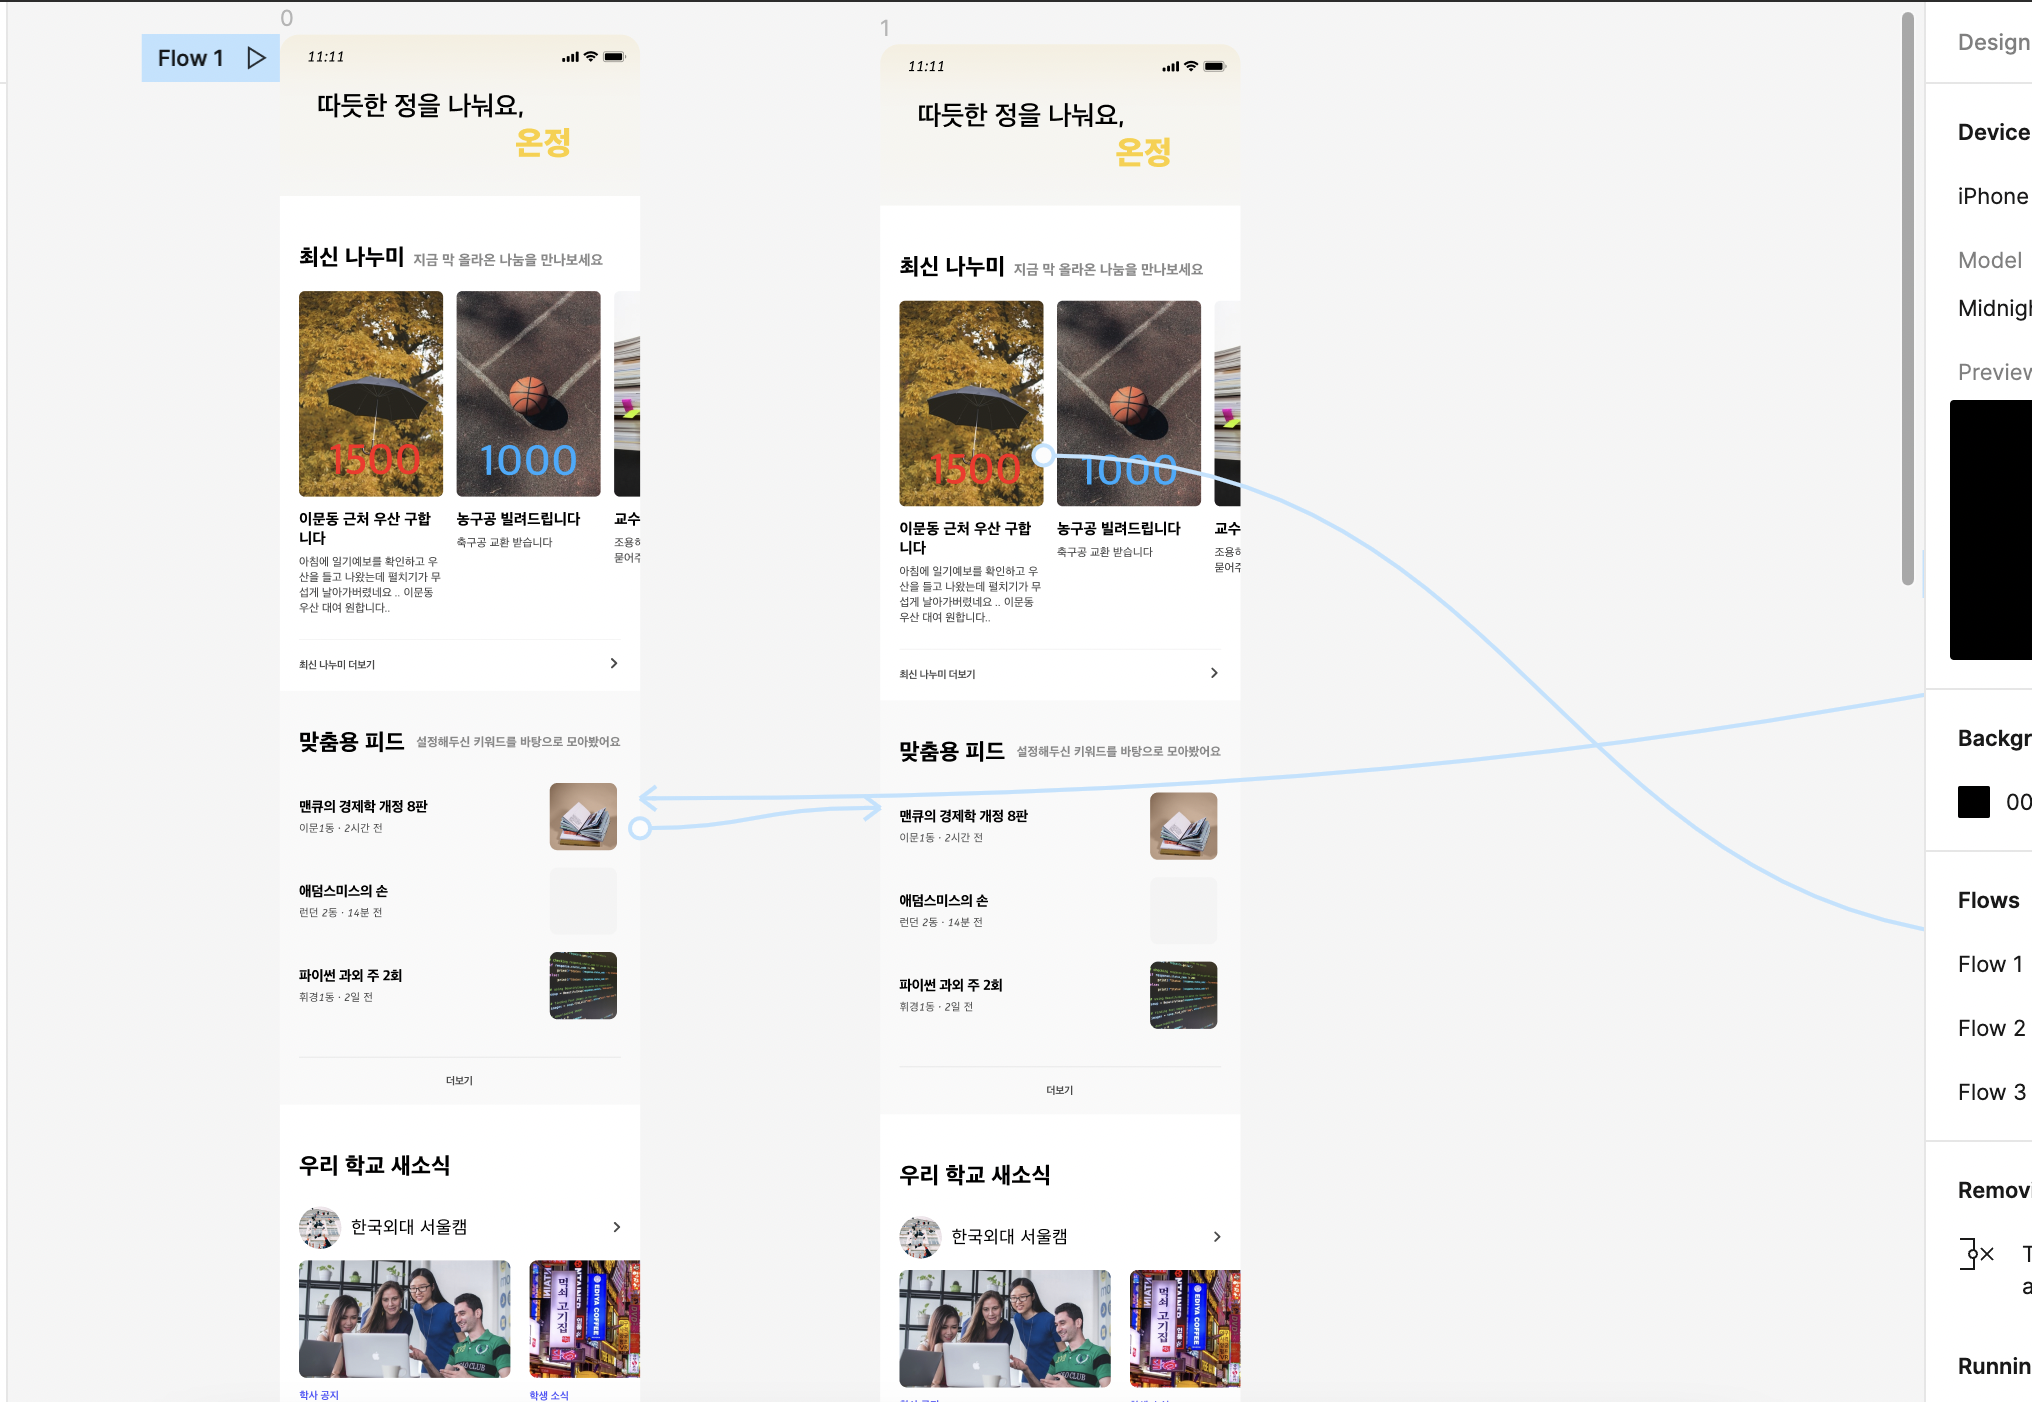 0
Flow 1
11:11
따듯한 정을 나눠요,
온정
최신 나누미 지금 막 올라온 나눔을 만나보세요
1500
1000
이문동 근처 우산 구합
니다
아침에 일기예보를 확인하고 우
산을 들고 나왔는데 펼치기가 무
섭게 날아가버렸네요 .. 이문동
우산 대여 원합니다..
농구공 빌려드립니다
축구공 교환 받습니다
교수
조용히
묻어주
최신 나누미 더보기
맞춤용 피드 설정해두신 키워드를 바탕으로 모아봤어요
맨큐의 경제학 개정 8판
이문1동 · 2시간 전
애덤스미스의 손
런던 2동 · 14분 전
파이썬 과외 주 2회
휘경1동 · 2일 전
더보기
우리 학교 새소식
한국외대 서울캠
먹쇠 고기집
EDIYA COFFEE
CLUB
학사 공지
학생 소식
1
11:11
따듯한 정을 나눠요,
온정
최신 나누미 지금 막 올라온 나눔을 만나보세요
1500
1000
이문동 근처 우산 구합
니다
아침에 일기예보를 확인하고 우
산을 들고 나왔는데 펼치기가 무
섭게 날아가버렸네요 .. 이문동
우산 대여 원합니다..
농구공 빌려드립니다
축구공 교환 받습니다
교수
조용히
묻어주
최신 나누미 더보기
맞춤용 피드 설정해두신 키워드를 바탕으로 모아봤어요
맨큐의 경제학 개정 8판
이문1동 · 2시간 전
애덤스미스의 손
런던 2동 · 14분 전
파이썬 과외 주 2회
휘경1동 · 2일 전
더보기
우리 학교 새소식
한국외대 서울캠
먹쇠 고기집
EDIYA COFFEE
CLUB
Design
Device
iPhone
Model
Midnigh
Preview
Backgr
00
Flows
Flow 1
Flow 2
Flow 3
Removi
T
a
Runnin